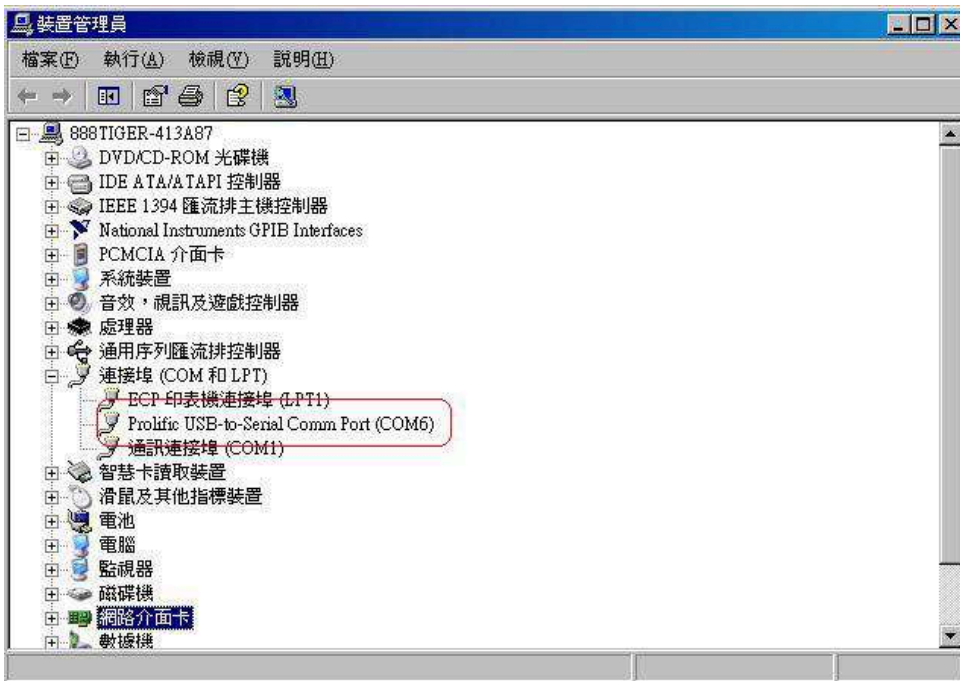 裝置管理員
檔案(F) 執行(A) 檢視(V) 說明(H)
888TIGER-413A87
DVD/CD-ROM 光碟機
IDE ATA/ATAPI 控制器
IEEE 1394 匯流排主機控制器
National Instruments GPIB Interfaces
PCMCIA 介面卡
系統裝置
音效，視訊及遊戲控制器
處理器
通用序列匯流排控制器
連接埠 (COM 和 LPT)
ECP 印表機連接埠 (LPT1)
Prolific USB-to-Serial Comm Port (COM6)
通訊連接埠 (COM1)
智慧卡讀取裝置
滑鼠及其他指標裝置
電池
電腦
監視器
磁碟機
網路介面卡
數據機